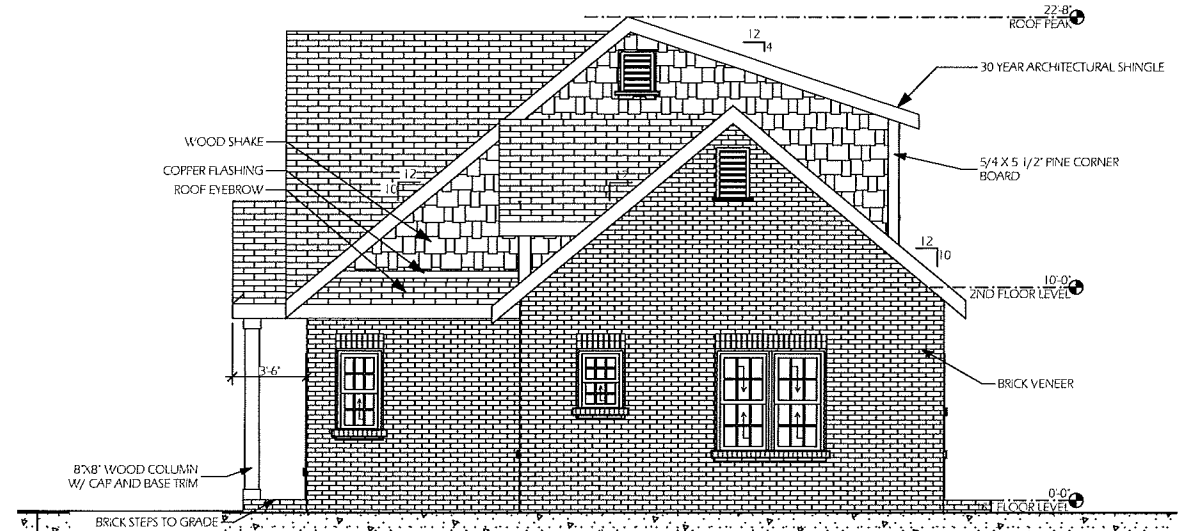 22'-8"
ROOF PEAK
12
4
30 YEAR ARCHITECTURAL SHINGLE
WOOD SHAKE
COPPER FLASHING
ROOF EYEBROW
5/4 X 5 1/2" PINE CORNER
BOARD
12
10
12
12
10
10'-0"
2ND FLOOR LEVEL
3'-6"
BRICK VENEER
8"X8" WOOD COLUMN
W/ CAP AND BASE TRIM
0'-0"
FLOOR LEVEL
BRICK STEPS TO GRADE